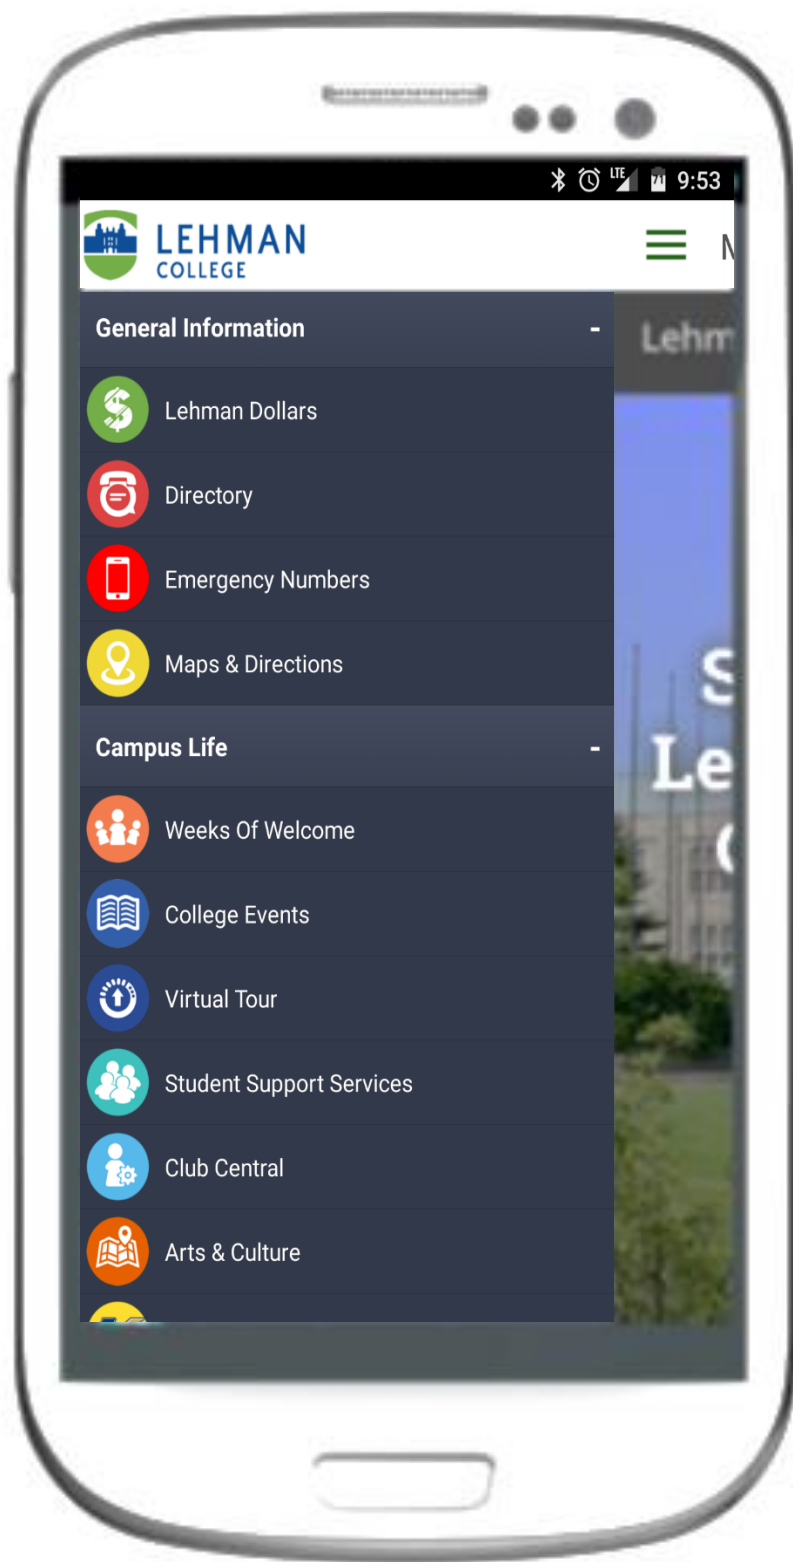 LTE 71 9:53
LEHMAN
COLLEGE
General Information -
Lehman Dollars
Directory
Emergency Numbers
Maps & Directions
Campus Life -
Weeks Of Welcome
College Events
Virtual Tour
Student Support Services
Club Central
Arts & Culture